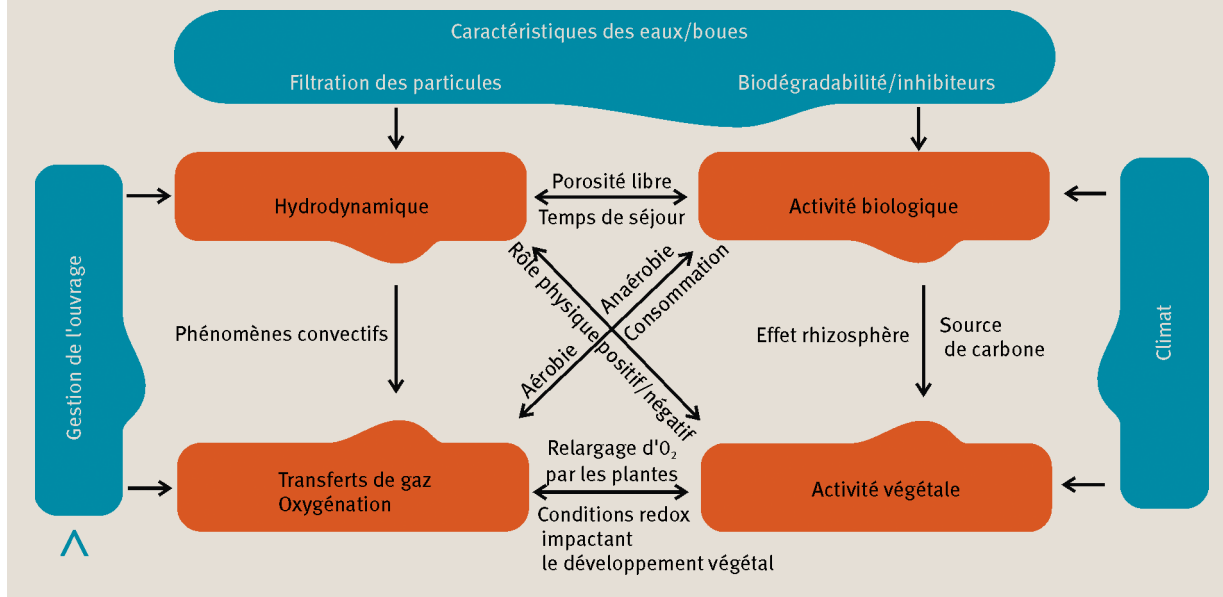 Caractéristiques des eaux/boues
Filtration des particules
Biodégradabilité/inhibiteurs
Gestion de l'ouvrage
Hydrodynamique
Porosité libre
Temps de séjour
Activité biologique
Climat
Rôle physique positif/négatif
Anaérobie
Consommation
Aérobie
Phénomènes convectifs
Effet rhizosphère
Source
de carbone
Transferts de gaz
Oxygénation
Relargage d'O₂
par les plantes
Conditions redox
impactant
le développement végétal
Activité végétale